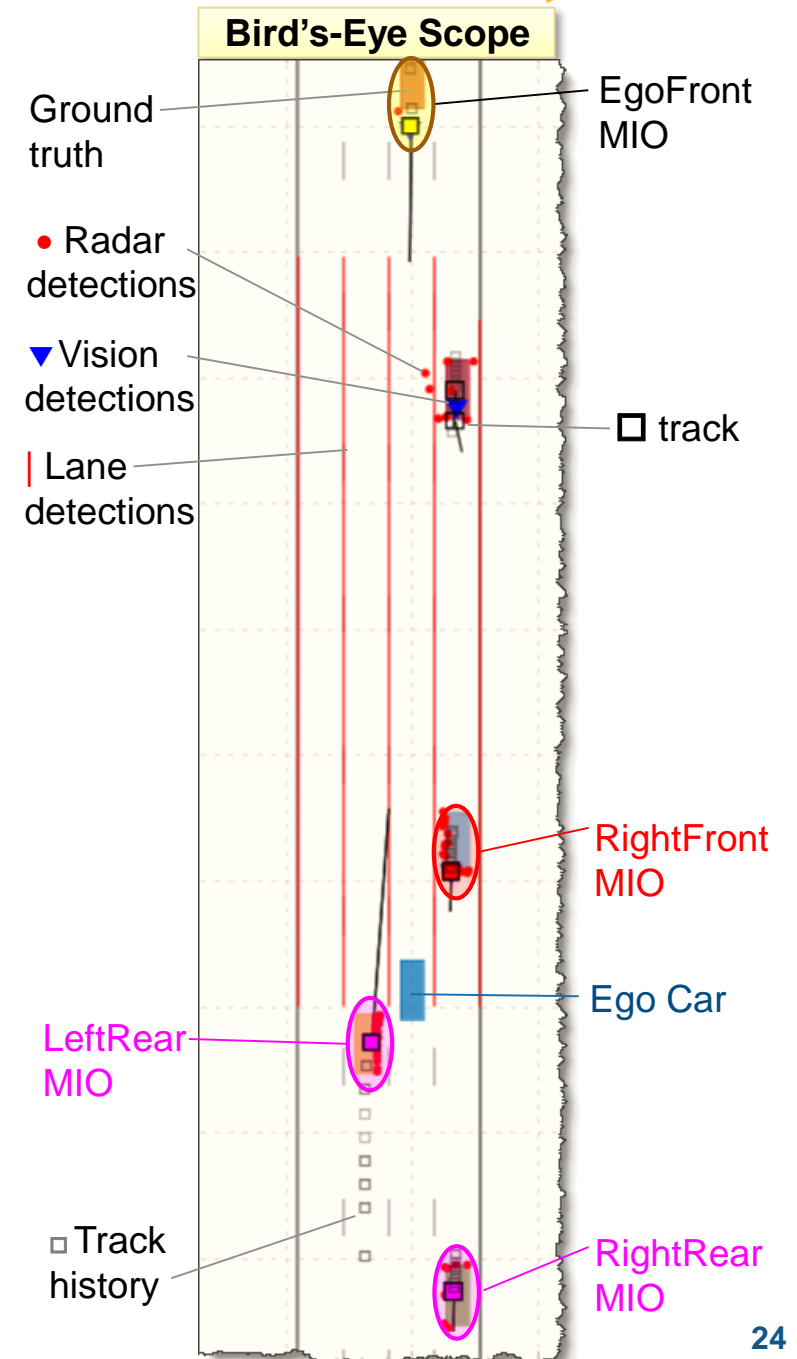 Bird's-Eye Scope
Ground
truth
EgoFront
MIO
Radar
detections
Vision
detections
track
Lane
detections
RightFront
MIO
Ego Car
LeftRear
MIO
Track
history
RightRear
MIO
24